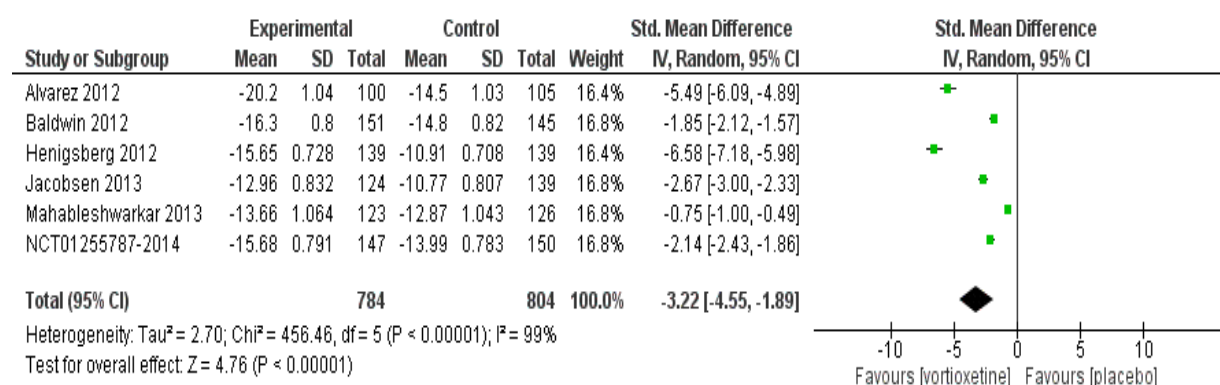 Experimental Control Std. Mean Difference Std. Mean Difference
Study or Subgroup Mean SD Total Mean SD Total Weight IV, Random, 95% CI IV, Random, 95% CI
Alvarez 2012 -20.2 1.04 100 -14.5 1.03 105 16.4% -5.49 [-6.09, -4.89]
Baldwin 2012 -16.3 0.8 151 -14.8 0.82 145 16.8% -1.85 [-2.12, -1.57]
Henigsberg 2012 -15.65 0.728 139 -10.91 0.708 139 16.4% -6.58 [-7.18, -5.98]
Jacobsen 2013 -12.96 0.832 124 -10.77 0.807 139 16.8% -2.67 [-3.00, -2.33]
Mahableshwarkar 2013 -13.66 1.064 123 -12.87 1.043 126 16.8% -0.75 [-1.00, -0.49]
NCT01255787-2014 -15.68 0.791 147 -13.99 0.783 150 16.8% -2.14 [-2.43, -1.86]
Total (95% CI) 784 804 100.0% -3.22 [-4.55, -1.89]
Heterogeneity: Tau² = 2.70; Chi² = 456.46, df = 5 (P < 0.00001); I² = 99%
Test for overall effect: Z = 4.76 (P < 0.00001)
-10 -5 0 5 10
Favours [vortioxetine] Favours [placebo]